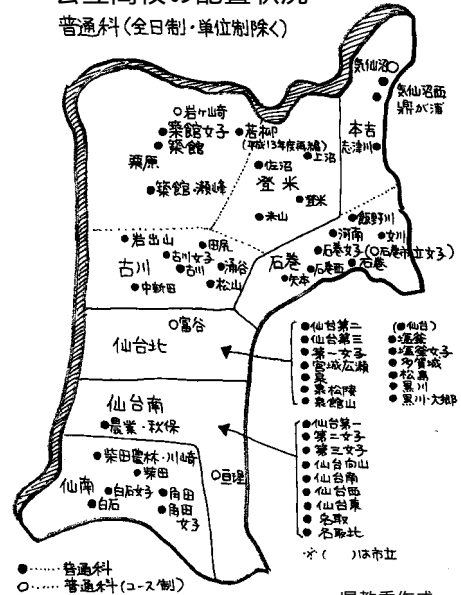 普通科(全日制・単位制除く)
気仙沼○
気仙沼西
鼎が浦
本吉
志津川●
○岩ヶ崎
●築館女子
●築館
栗原
●築館・瀬峰
●若柳
(平成13年度再編)
●上沼
●佐沼
登米
●登米
●米山
●飯野川
●河南
●女川
●石巻女子(○石巻市立女子)
石巻
●石巻西
●石巻
●矢本
●岩出山
●田尻
●古川女子
古川
●古川
●涌谷
●中新田
●松山
○富谷
仙台北
●仙台第二
●仙台第三
●第一女子
●宮城広瀬
●泉
●泉松陵
●泉館山
(●仙台)
●塩釜
●塩釜女子
●多賀城
●松島
●黒川
●黒川・大郷
仙台南
●農業・秋保
●仙台第一
●第二女子
●第三女子
●仙台向山
●仙台南
●仙台西
●仙台東
●名取
●名取北
※( )は市立
●柴田農林・川崎
●柴田
仙南
●白石女子
●白石
●角田
●角田女子
○亘理
●……普通科
○……普通科(コース制)